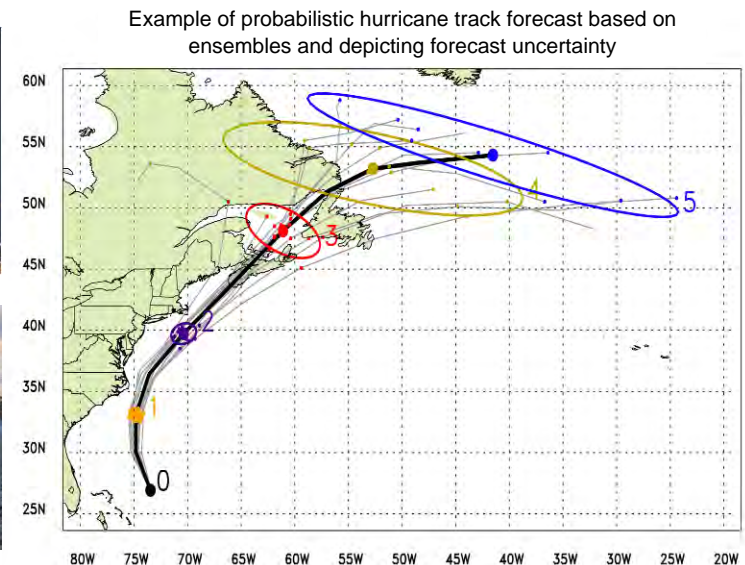 Example of probabilistic hurricane track forecast based on
ensembles and depicting forecast uncertainty
60N
55N
50N
45N
40N
35N
30N
25N
4
5
3
2
1
0
80W 75W 70W 65W 60W 55W 50W 45W 40W 35W 30W 25W 20W